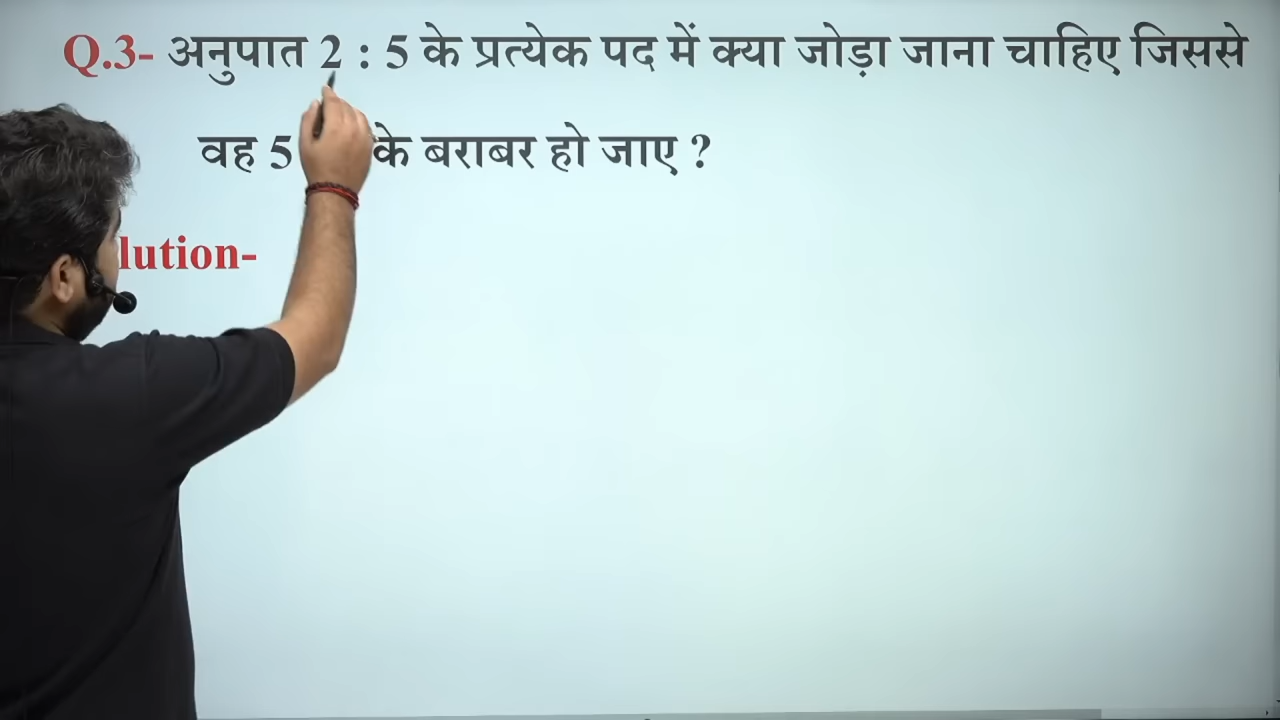 Q.3- अनुपात 2 : 5 के प्रत्येक पद में क्या जोड़ा जाना चाहिए जिससे
वह 5 के बराबर हो जाए ?
lution-